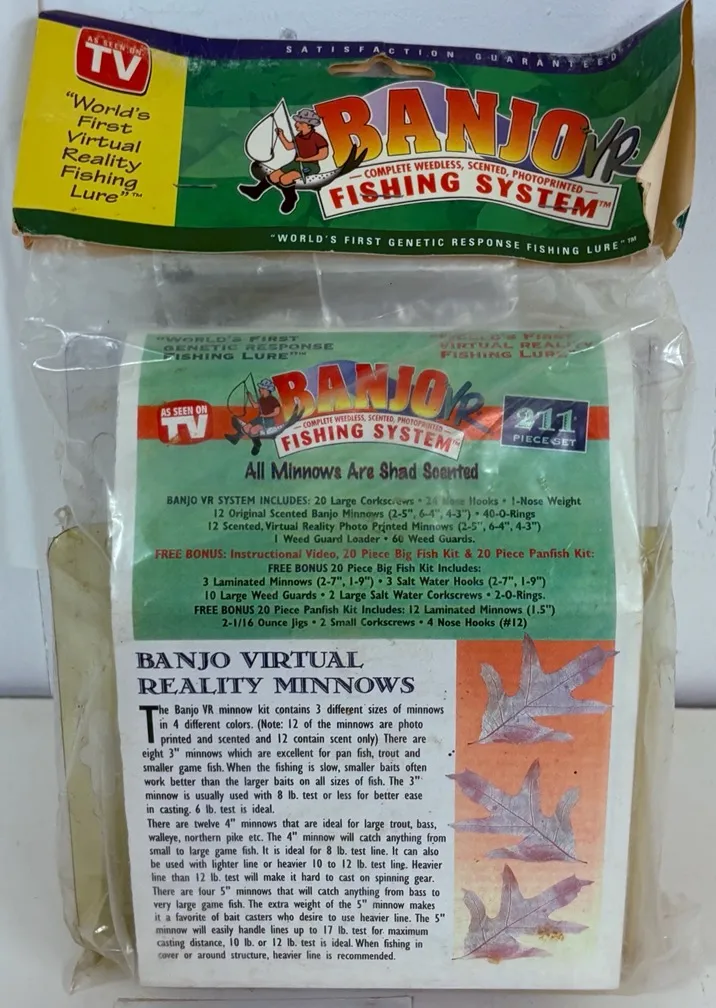 SATISFACTION GUARANTEED
AS SEEN ON
TV
"World's
First
Virtual
Reality
Fishing
Lure"™
BANJO VR
COMPLETE WEEDLESS, SCENTED, PHOTOPRINTED
FISHING SYSTEM™
"WORLD'S FIRST GENETIC RESPONSE FISHING LURE"™
"WORLD'S FIRST
GENETIC RESPONSE
FISHING LURE"™
WORLD'S FIRST
VIRTUAL REALITY
FISHING LURE
AS SEEN ON
TV
BANJO VR
COMPLETE WEEDLESS, SCENTED, PHOTOPRINTED
FISHING SYSTEM™
211
PIECE SET
All Minnows Are Shad Scented
BANJO VR SYSTEM INCLUDES: 20 Large Corkscrews • 24 Nose Hooks • 1-Nose Weight
12 Original Scented Banjo Minnows (2-5", 6-4", 4-3") • 40-O-Rings
12 Scented, Virtual Reality Photo Printed Minnows (2-5", 6-4", 4-3")
1 Weed Guard Loader • 60 Weed Guards.
FREE BONUS: Instructional Video, 20 Piece Big Fish Kit & 20 Piece Panfish Kit:
FREE BONUS 20 Piece Big Fish Kit Includes:
3 Laminated Minnows (2-7", 1-9") • 3 Salt Water Hooks (2-7", 1-9")
10 Large Weed Guards • 2 Large Salt Water Corkscrews • 2-O-Rings.
FREE BONUS 20 Piece Panfish Kit Includes: 12 Laminated Minnows (1.5")
2-1/16 Ounce Jigs • 2 Small Corkscrews • 4 Nose Hooks (#12)
BANJO VIRTUAL
REALITY MINNOWS
The Banjo VR minnow kit contains 3 different sizes of minnows
in 4 different colors. (Note: 12 of the minnows are photo
printed and scented and 12 contain scent only) There are
eight 3" minnows which are excellent for pan fish, trout and
smaller game fish. When the fishing is slow, smaller baits often
work better than the larger baits on all sizes of fish. The 3"
minnow is usually used with 8 lb. test or less for better ease
in casting. 6 lb. test is ideal.
There are twelve 4" minnows that are ideal for large trout, bass,
walleye, northern pike etc. The 4" minnow will catch anything from
small to large game fish. It is ideal for 8 lb. test line. It can also
be used with lighter line or heavier 10 to 12 lb. test line. Heavier
line than 12 lb. test will make it hard to cast on spinning gear.
There are four 5" minnows that will catch anything from bass to
very large game fish. The extra weight of the 5" minnow makes
it a favorite of bait casters who desire to use heavier line. The 5"
minnow will easily handle lines up to 17 lb. test for maximum
casting distance, 10 lb. or 12 lb. test is ideal. When fishing in
cover or around structure, heavier line is recommended.